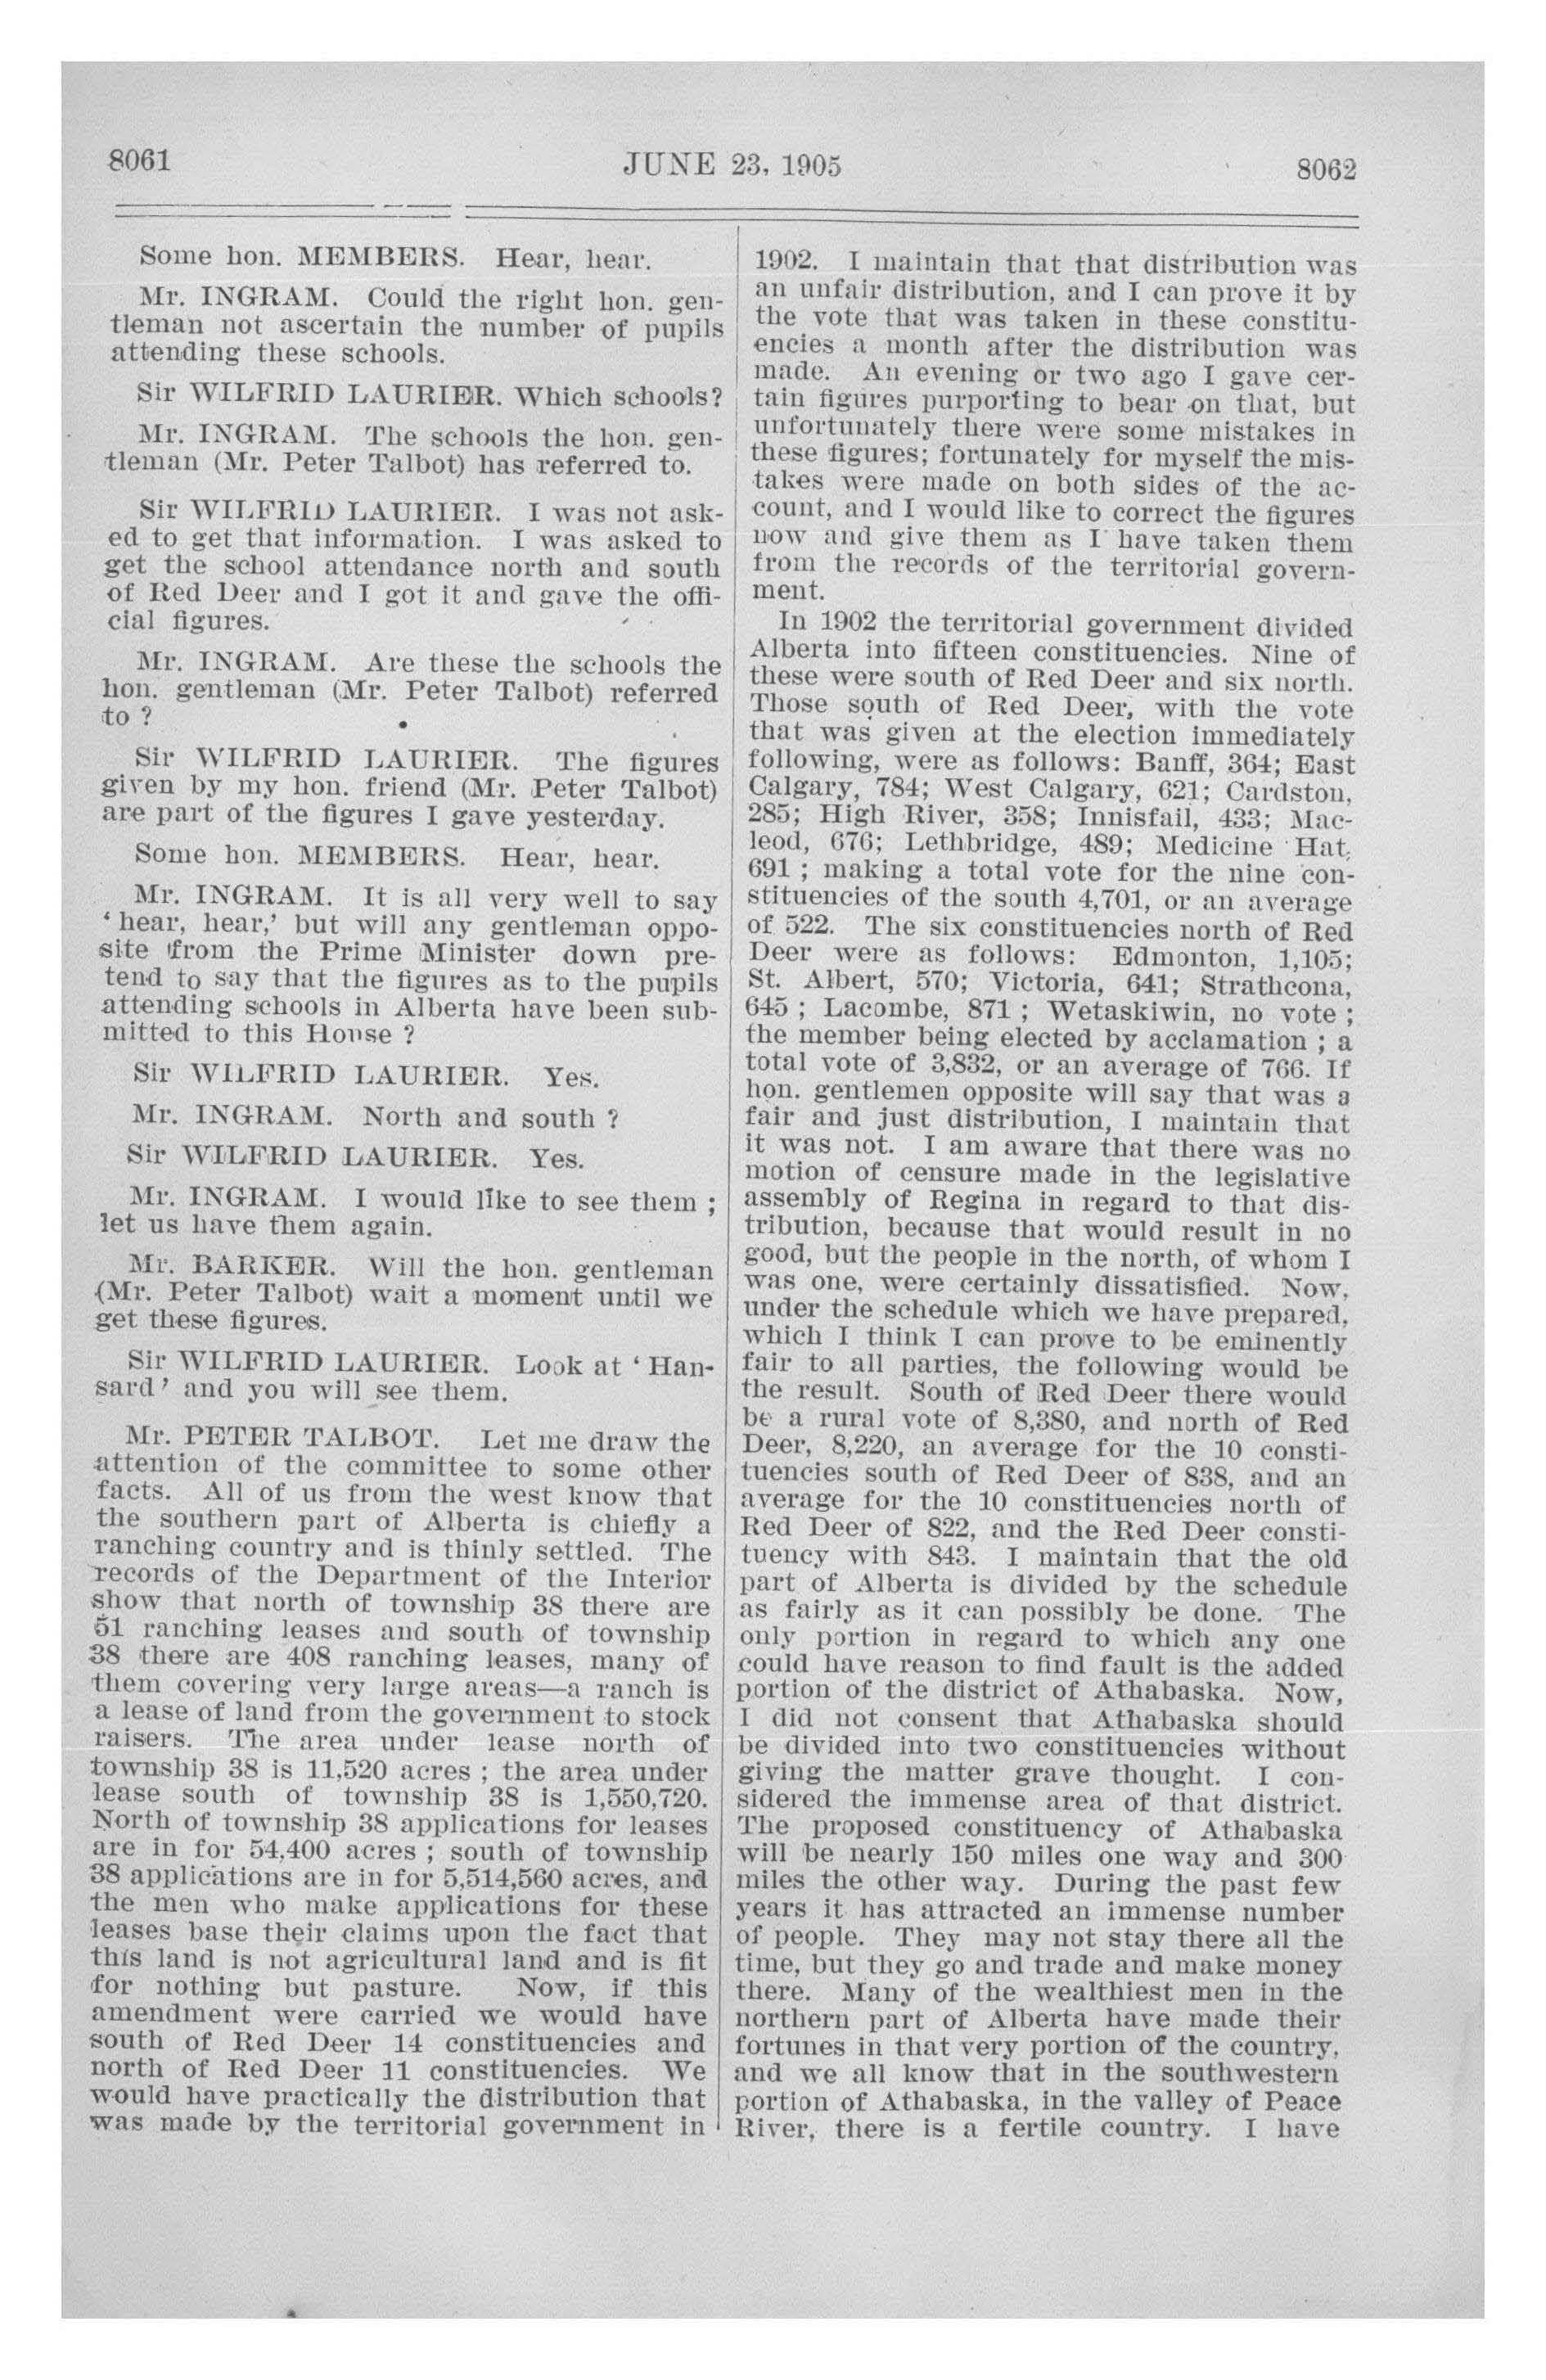 8061 JUNE 23, 1905 8062
Some hon. MEMBERS. Hear, hear.
Mr. INGRAM. Could the right hon. gen-
tleman not ascertain the number of pupils
attending these schools.
Sir WILFRID LAURIER. Which schools?
Mr. INGRAM. The schools the hon. gen-
tleman (Mr. Peter Talbot) has referred to.
Sir WILFRID LAURIER. I was not ask-
ed to get that information. I was asked to
get the school attendance north and south
of Red Deer and I got it and gave the offi-
cial figures.
Mr. INGRAM. Are these the schools the
hon. gentleman (Mr. Peter Talbot) referred
to ?
Sir WILFRID LAURIER. The figures
given by my hon. friend (Mr. Peter Talbot)
are part of the figures I gave yesterday.
Some hon. MEMBERS. Hear, hear.
Mr. INGRAM. It is all very well to say
‘ hear, hear,’ but will any gentleman oppo-
site from the Prime Minister down pre-
tend to say that the figures as to the pupils
attending schools in Alberta have been sub-
mitted to this House ?
Sir WILFRID LAURIER. Yes.
Mr. INGRAM. North and south ?
Sir WILFRID LAURIER. Yes.
Mr. INGRAM. I would like to see them ;
let us have them again.
Mr. BARKER. Will the hon. gentleman
(Mr. Peter Talbot) wait a moment until we
get these figures.
Sir WILFRID LAURIER. Look at ‘ Han-
sard ’ and you will see them.
Mr. PETER TALBOT. Let me draw the
attention of the committee to some other
facts. All of us from the west know that
the southern part of Alberta is chiefly a
ranching country and is thinly settled. The
records of the Department of the Interior
show that north of township 38 there are
51 ranching leases and south of township
38 there are 408 ranching leases, many of
them covering very large areas—a ranch is
a lease of land from the government to stock
raisers. The area under lease north of
township 38 is 11,520 acres ; the area under
lease south of township 38 is 1,550,720.
North of township 38 applications for leases
are in for 54,400 acres ; south of township
38 applications are in for 5,514,560 acres, and
the men who make applications for these
leases base their claims upon the fact that
this land is not agricultural land and is fit
for nothing but pasture. Now, if this
amendment were carried we would have
south of Red Deer 14 constituencies and
north of Red Deer 11 constituencies. We
would have practically the distribution that
was made by the territorial government in
1902. I maintain that that distribution was
an unfair distribution, and I can prove it by
the vote that was taken in these constitu-
encies a month after the distribution was
made. An evening or two ago I gave cer-
tain figures purporting to bear on that, but
unfortunately there were some mistakes in
these figures; fortunately for myself the mis-
takes were made on both sides of the ac-
count, and I would like to correct the figures
now and give them as I have taken them
from the records of the territorial govern-
ment.
In 1902 the territorial government divided
Alberta into fifteen constituencies. Nine of
these were south of Red Deer and six north.
Those south of Red Deer, with the vote
that was given at the election immediately
following, were as follows: Banff, 364; East
Calgary, 784; West Calgary, 621; Cardston,
285; High River, 358; Innisfail, 433; Mac-
leod, 676; Lethbridge, 489; Medicine Hat,
691 ; making a total vote for the nine con-
stituencies of the south 4,701, or an average
of 522. The six constituencies north of Red
Deer were as follows: Edmonton, 1,105;
St. Albert, 570; Victoria, 641; Strathcona,
645 ; Lacombe, 871 ; Wetaskiwin, no vote ;
the member being elected by acclamation ; a
total vote of 3,832, or an average of 766. If
hon. gentlemen opposite will say that was a
fair and just distribution, I maintain that
it was not. I am aware that there was no
motion of censure made in the legislative
assembly of Regina in regard to that dis-
tribution, because that would result in no
good, but the people in the north, of whom I
was one, were certainly dissatisfied. Now,
under the schedule which we have prepared,
which I think I can prove to be eminently
fair to all parties, the following would be
the result. South of Red Deer there would
be a rural vote of 8,380, and north of Red
Deer, 8,220, an average for the 10 consti-
tuencies south of Red Deer of 838, and an
average for the 10 constituencies north of
Red Deer of 822, and the Red Deer consti-
tuency with 843. I maintain that the old
part of Alberta is divided by the schedule
as fairly as it can possibly be done. The
only portion in regard to which any one
could have reason to find fault is the added
portion of the district of Athabaska. Now,
I did not consent that Athabaska should
be divided into two constituencies without
giving the matter grave thought. I con-
sidered the immense area of that district.
The proposed constituency of Athabaska
will be nearly 150 miles one way and 300
miles the other way. During the past few
years it has attracted an immense number
of people. They may not stay there all the
time, but they go and trade and make money
there. Many of the wealthiest men in the
northern part of Alberta have made their
fortunes in that very portion of the country,
and we all know that in the southwestern
portion of Athabaska, in the valley of Peace
River, there is a fertile country. I have